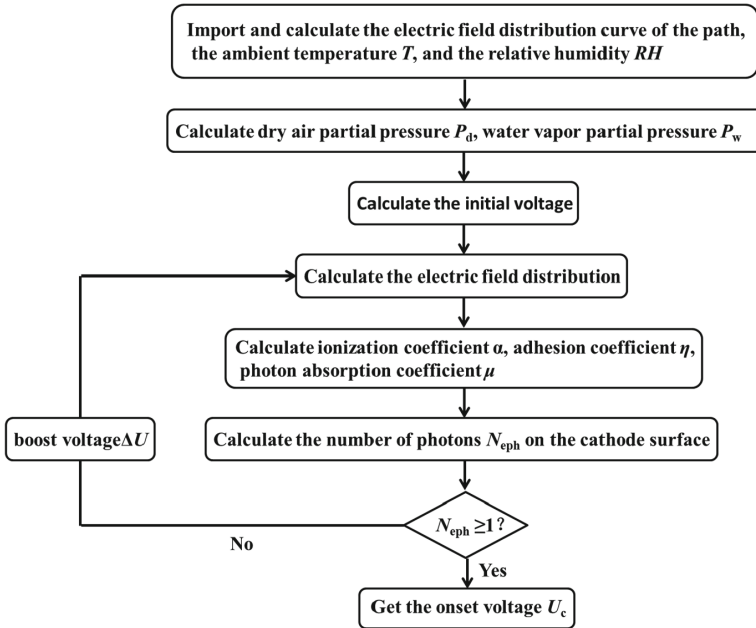 Import and calculate the electric field distribution curve of the path,
the ambient temperature T, and the relative humidity RH
Calculate dry air partial pressure Pd, water vapor partial pressure Pw
Calculate the initial voltage
Calculate the electric field distribution
Calculate ionization coefficient α, adhesion coefficient η,
photon absorption coefficient μ
boost voltageΔU
Calculate the number of photons Neph on the cathode surface
Neph ≥1?
No
Yes
Get the onset voltage Uc